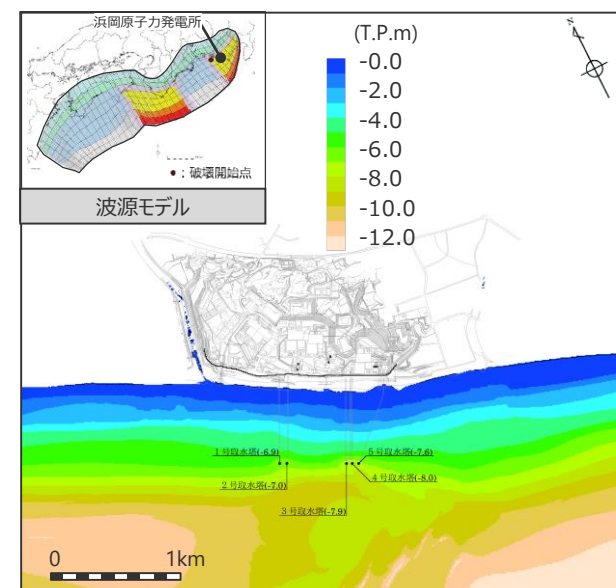 浜岡原子力発電所
●：破壊開始点
波源モデル
(T.P.m)
-0.0
-2.0
-4.0
-6.0
-8.0
-10.0
-12.0
N
1号取水塔(-6.9)
5号取水塔(-7.6)
2号取水塔(-7.0)
4号取水塔(-8.0)
3号取水塔(-7.9)
0 1km